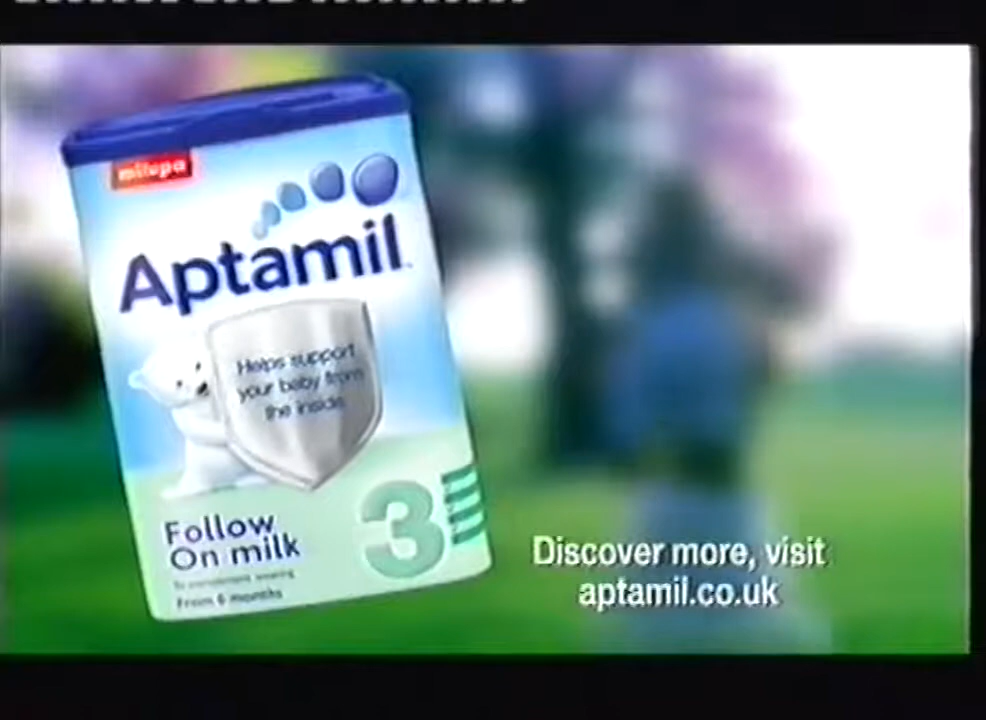 milupa
Aptamil
Helps support
your baby from
the inside
3
Follow
On milk
From 6 months
Discover more, visit
aptamil.co.uk